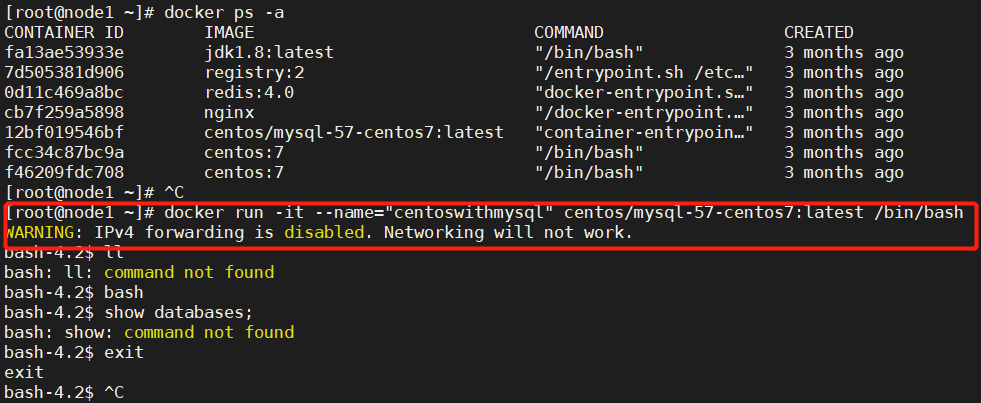 [root@node1 ~]# docker ps -a
CONTAINER ID        IMAGE                            COMMAND                  CREATED
fa13ae53933e        jdk1.8:latest                    "/bin/bash"              3 months ago
7d505381d906        registry:2                       "/entrypoint.sh /etc…"   3 months ago
0d11c469a8bc        redis:4.0                        "docker-entrypoint.s…"   3 months ago
cb7f259a5898        nginx                            "/docker-entrypoint.…"   3 months ago
12bf019546bf        centos/mysql-57-centos7:latest   "container-entrypoin…"   3 months ago
fcc34c87bc9a        centos:7                         "/bin/bash"              3 months ago
f46209fdc708        centos:7                         "/bin/bash"              3 months ago
[root@node1 ~]# ^C
[root@node1 ~]# docker run -it --name="centoswithmysql" centos/mysql-57-centos7:latest /bin/bash
WARNING: IPv4 forwarding is disabled. Networking will not work.
bash-4.2$ ll
bash: ll: command not found
bash-4.2$ bash
bash-4.2$ show databases;
bash: show: command not found
bash-4.2$ exit
exit
bash-4.2$ ^C